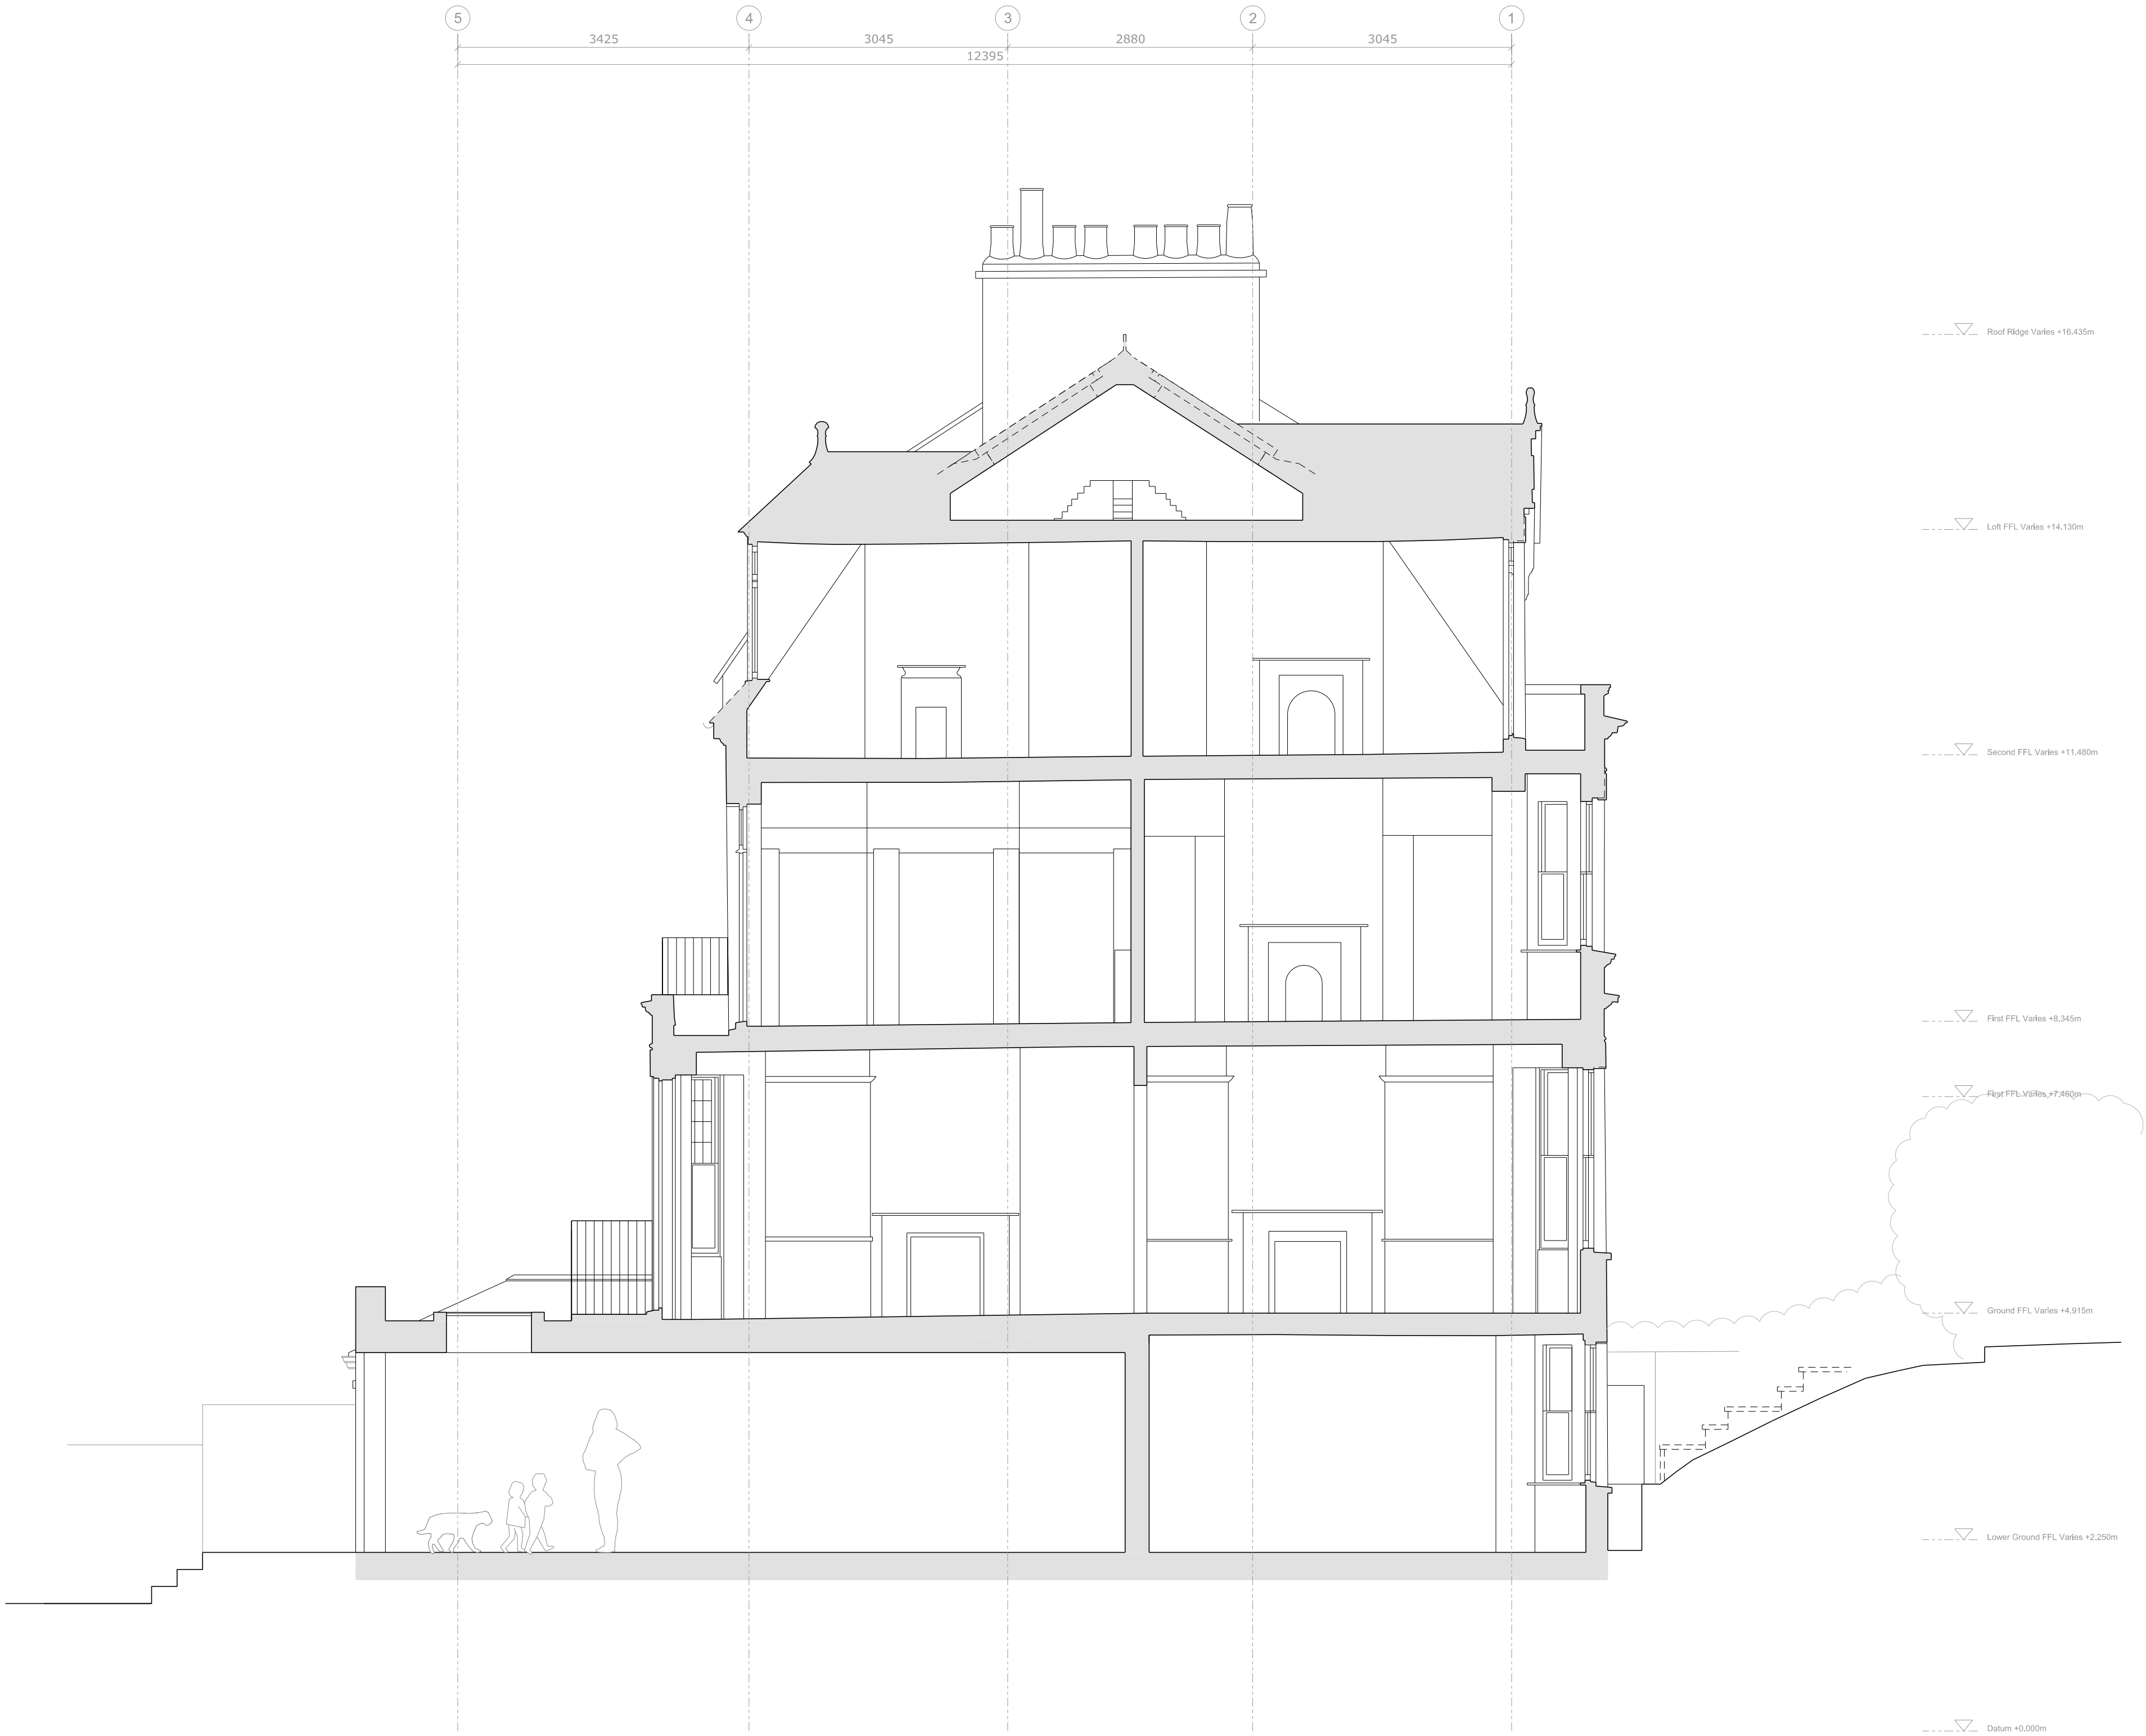 5 4 3 2 1
3425 3045 2880 3045
12395
Roof Ridge Varies +16.435m
Loft FFL Varies +14,130m
Second FFL Varies +11.480m
First FFL Varies +8,345m
First FFL Varies +7,460m
Ground FFL Varies +4,915m
Lower Ground FFL Varies +2,250m
Datum +0,000m